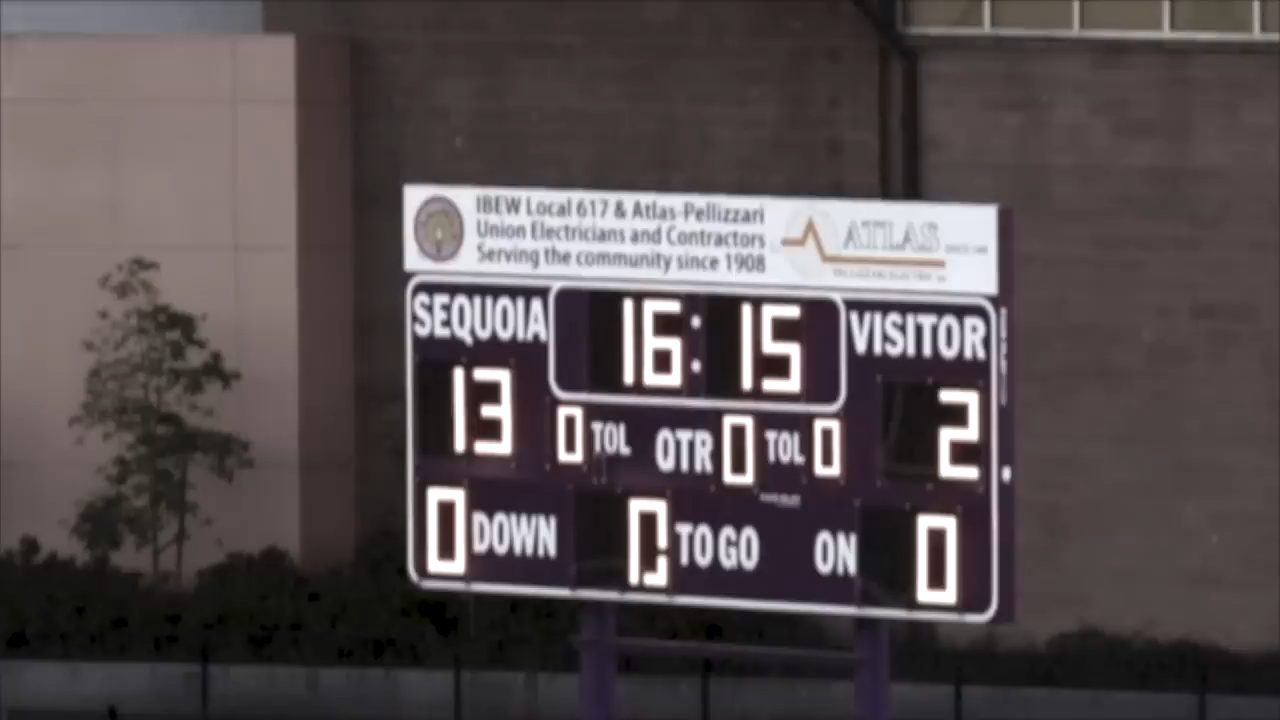 IBEW Local 617 & Atlas-Pellizzari
Union Electricians and Contractors
Serving the community since 1908
ATLAS
SEQUOIA 16:15 VISITOR
13 0 TOL QTR 0 TOL 0 2
0 DOWN 0 TO GO ON 0